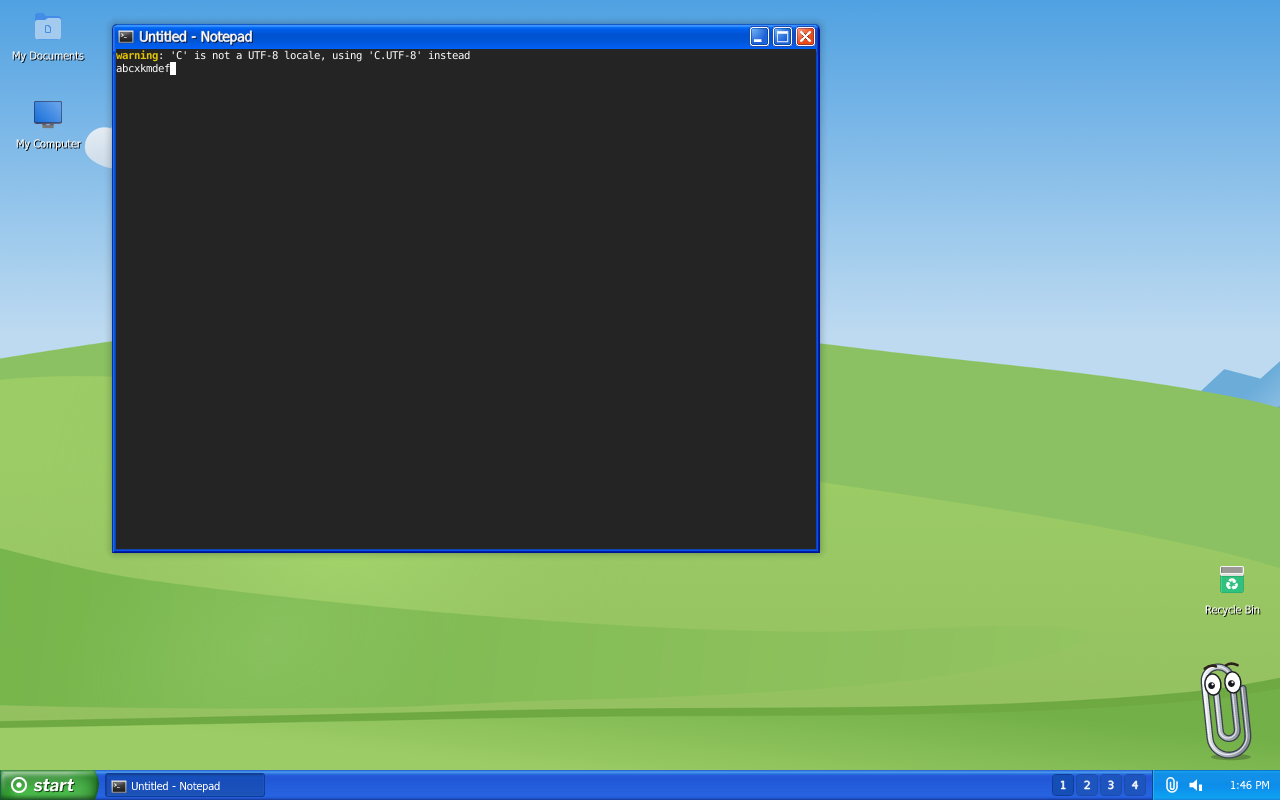 My Documents
My Computer
Untitled - Notepad
warning: 'C' is not a UTF-8 locale, using 'C.UTF-8' instead
abcxkmdef
Recycle Bin
start
Untitled - Notepad
1 2 3 4
1:46 PM